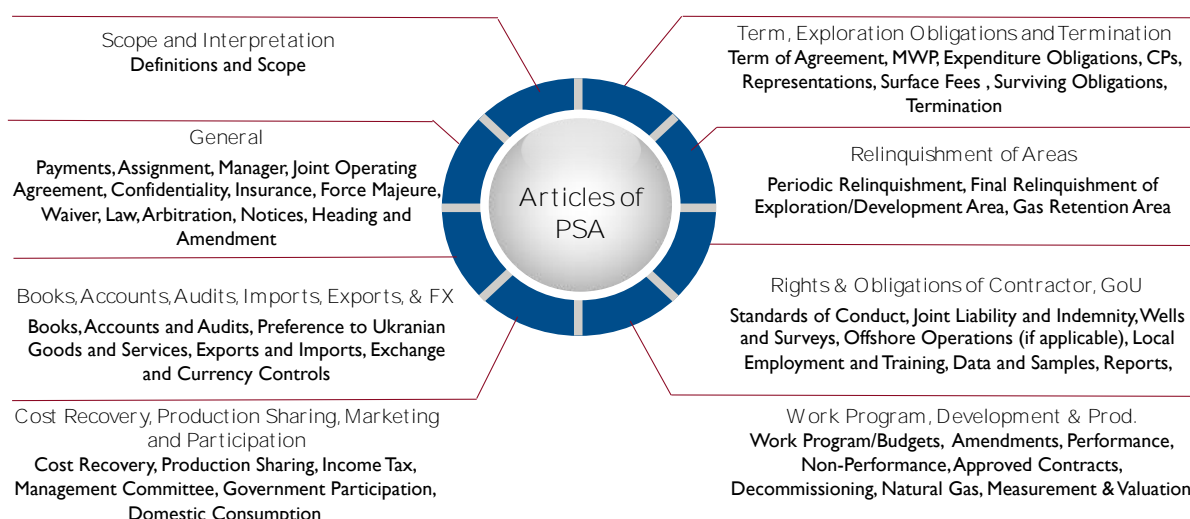 Scope and Interpretation
Definitions and Scope
General
Payments, Assignment, Manager, Joint Operating
Agreement, Confidentiality, Insurance, Force Majeure,
Waiver, Law, Arbitration, Notices, Heading and
Amendment
Books, Accounts, Audits, Imports, Exports, & FX
Books, Accounts and Audits, Preference to Ukranian
Goods and Services, Exports and Imports, Exchange
and Currency Controls
Cost Recovery, Production Sharing, Marketing
and Participation
Cost Recovery, Production Sharing, Income Tax,
Management Committee, Government Participation,
Domestic Consumption
Articles of
PSA
Term, Exploration Obligations and Termination
Term of Agreement, MWP, Expenditure Obligations, CPs,
Representations, Surface Fees , Surviving Obligations,
Termination
Relinquishment of Areas
Periodic Relinquishment, Final Relinquishment of
Exploration/Development Area, Gas Retention Area
Rights & Obligations of Contractor, GoU
Standards of Conduct, Joint Liability and Indemnity, Wells
and Surveys, Offshore Operations (if applicable), Local
Employment and Training, Data and Samples, Reports,
Work Program, Development & Prod.
Work Program/Budgets, Amendments, Performance,
Non-Performance, Approved Contracts,
Decommissioning, Natural Gas, Measurement & Valuation